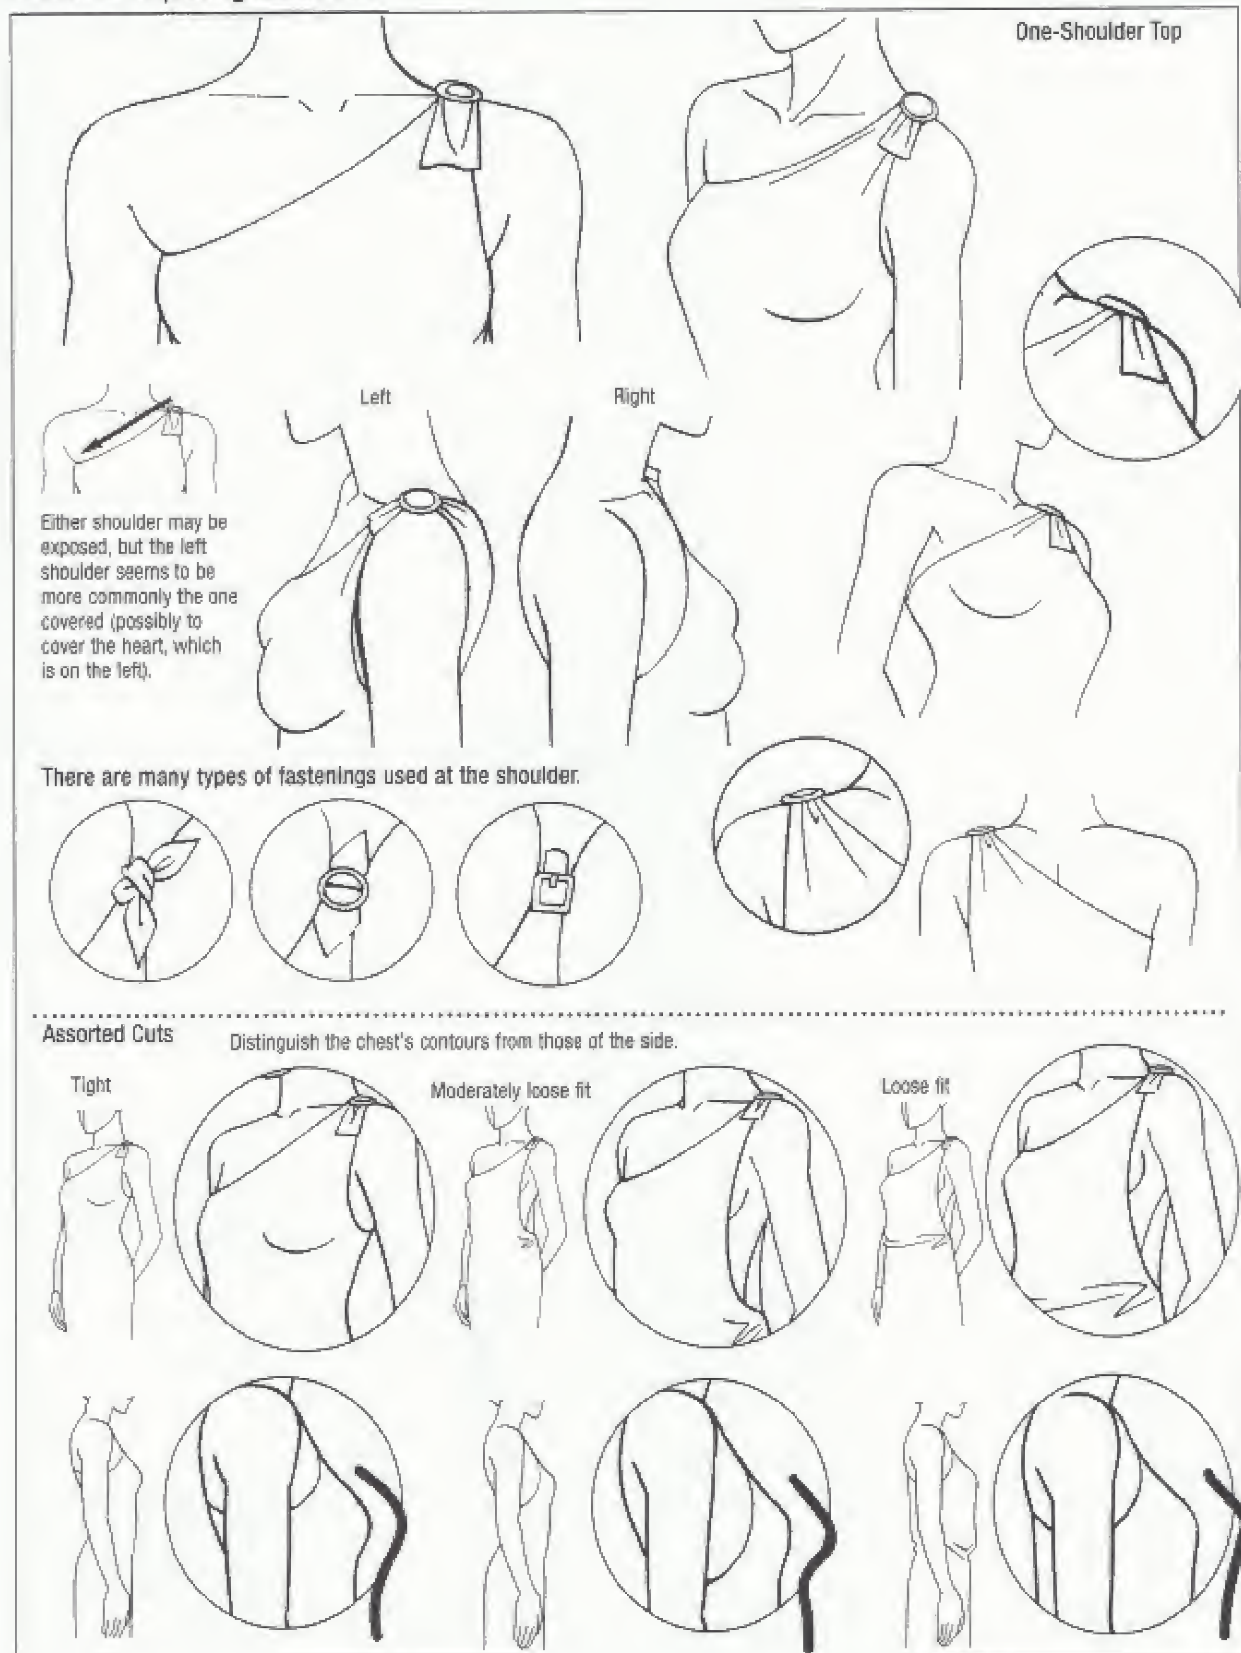 One-Shoulder Top
Left
Right
Either shoulder may be
exposed, but the left
shoulder seems to be
more commonly the one
covered (possibly to
cover the heart, which
is on the left).
There are many types of fastenings used at the shoulder.
Assorted Cuts
Distinguish the chest's contours from those of the side.
Tight
Moderately loose fit
Loose fit